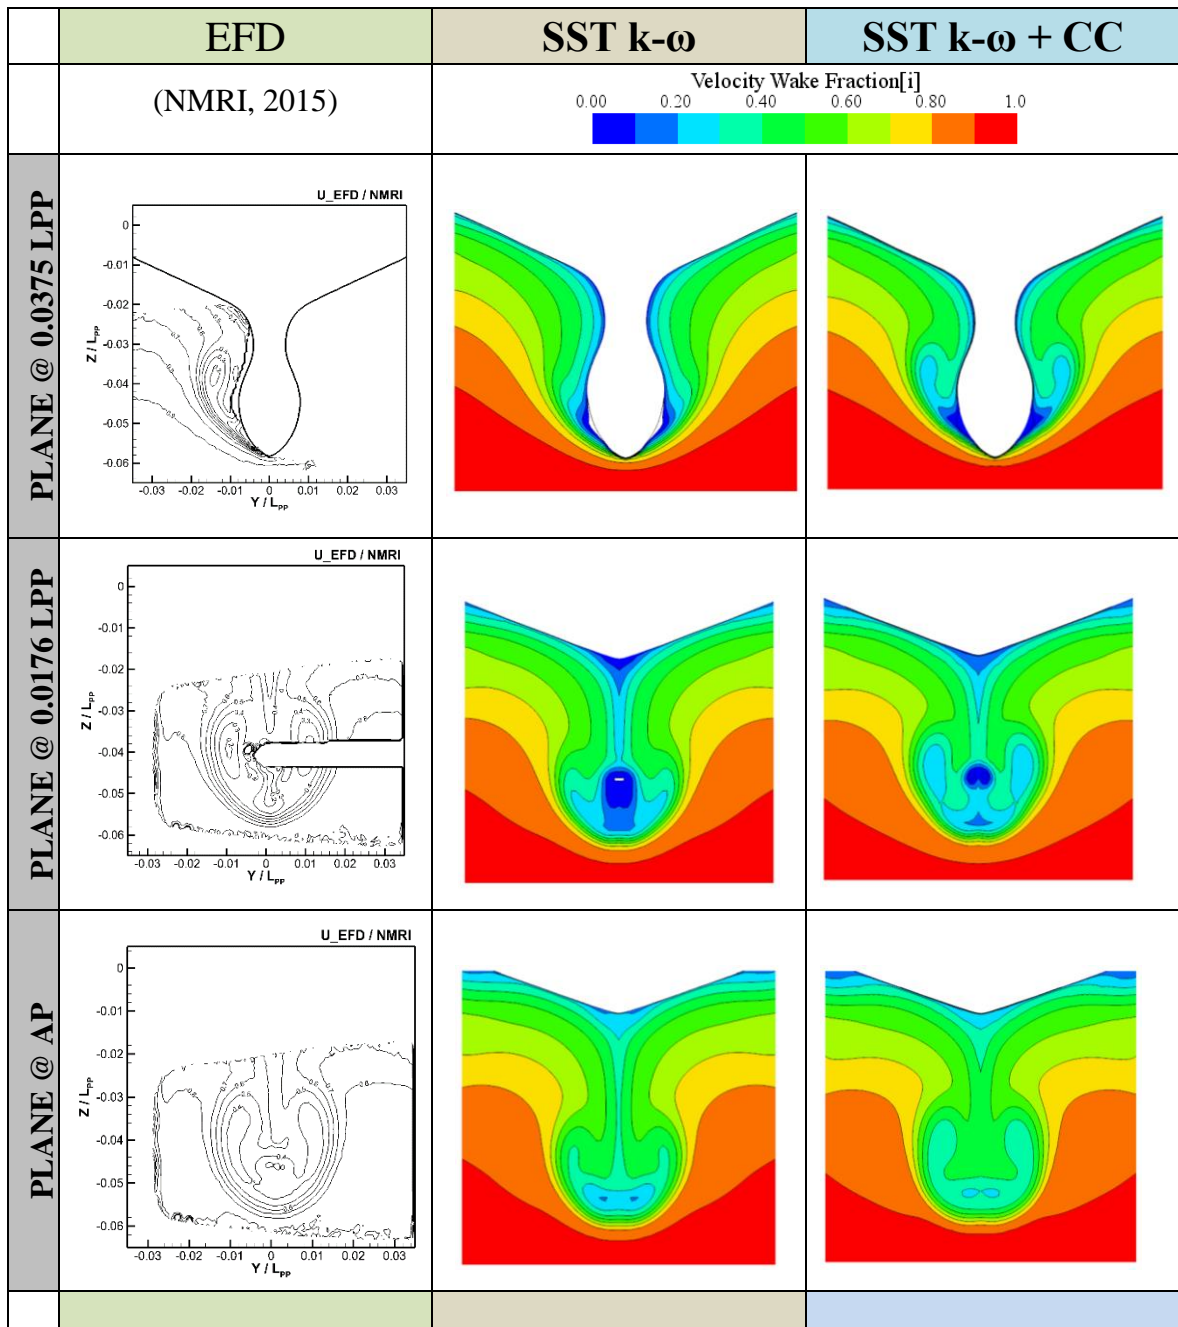 EFD
SST k-ω
SST k-ω + CC
(NMRI, 2015)
Velocity Wake Fraction[i]
0.00 0.20 0.40 0.60 0.80 1.0
PLANE @ 0.0375 LPP
U_EFD / NMRI
Z / LPP
0
-0.01
-0.02
-0.03
-0.04
-0.05
-0.06
-0.03 -0.02 -0.01 0 0.01 0.02 0.03
Y / LPP
PLANE @ 0.0176 LPP
U_EFD / NMRI
Z / LPP
0
-0.01
-0.02
-0.03
-0.04
-0.05
-0.06
-0.03 -0.02 -0.01 0 0.01 0.02 0.03
Y / LPP
PLANE @ AP
U_EFD / NMRI
Z / LPP
0
-0.01
-0.02
-0.03
-0.04
-0.05
-0.06
-0.03 -0.02 -0.01 0 0.01 0.02 0.03
Y / LPP